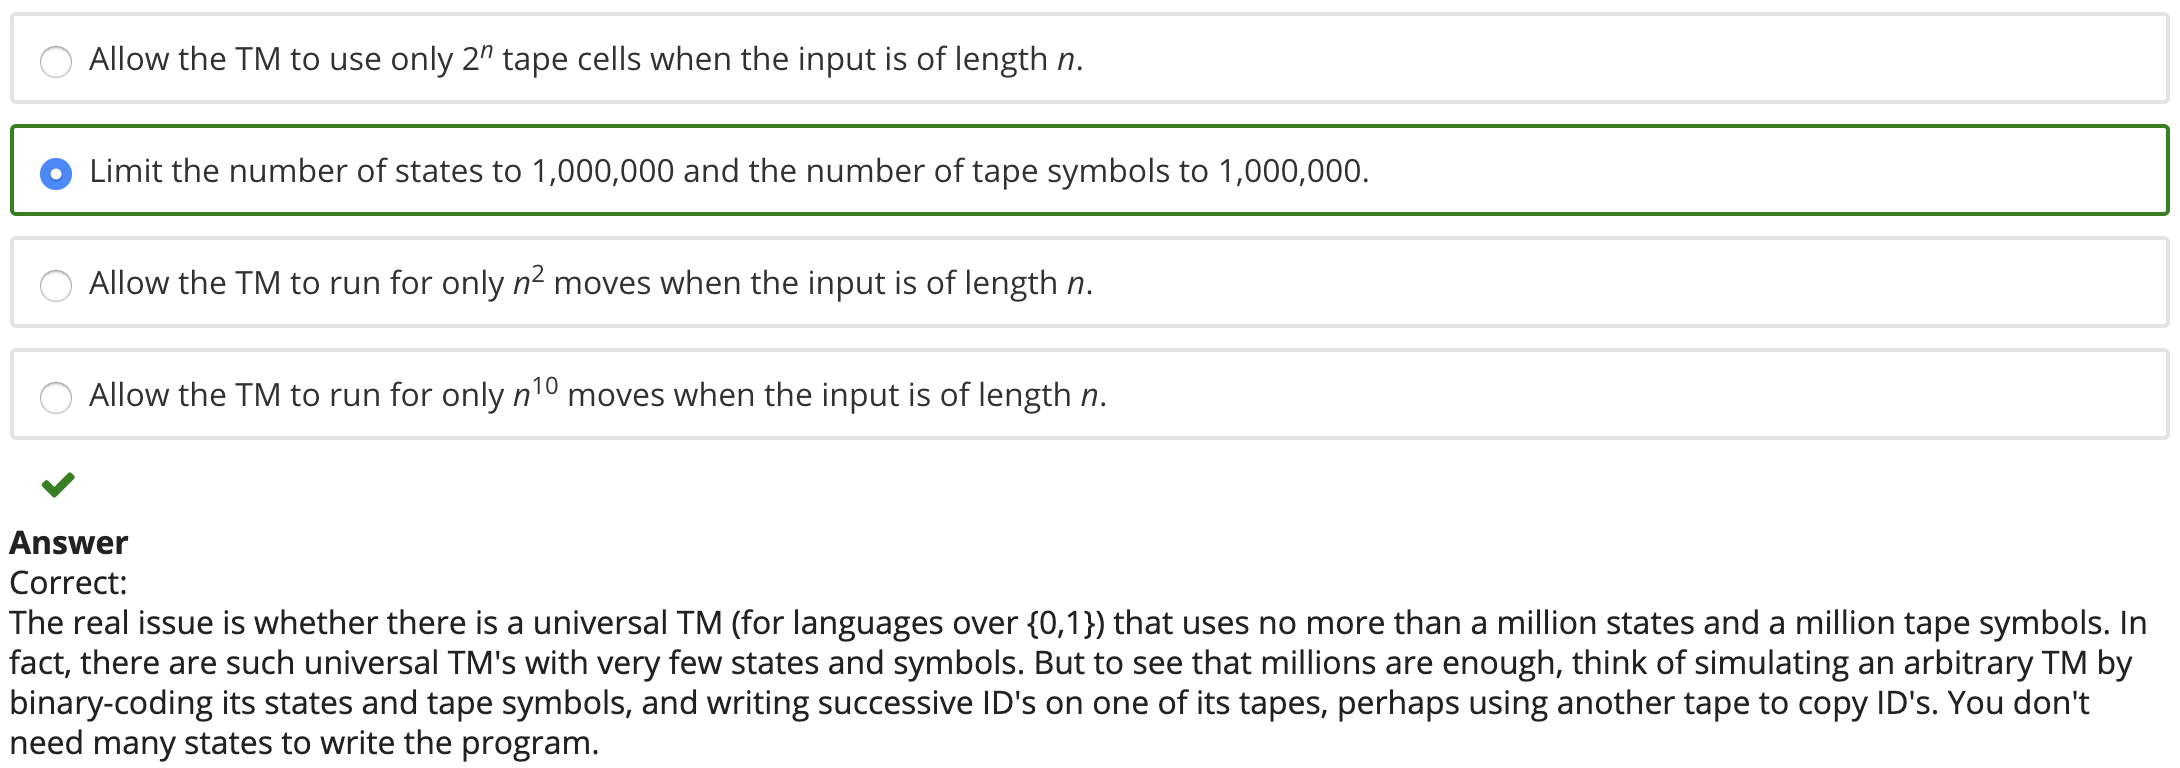 Allow the TM to use only 2ⁿ tape cells when the input is of length n.
Limit the number of states to 1,000,000 and the number of tape symbols to 1,000,000.
Allow the TM to run for only n² moves when the input is of length n.
Allow the TM to run for only n¹⁰ moves when the input is of length n.
Answer
Correct:
The real issue is whether there is a universal TM (for languages over {0,1}) that uses no more than a million states and a million tape symbols. In
fact, there are such universal TM's with very few states and symbols. But to see that millions are enough, think of simulating an arbitrary TM by
binary-coding its states and tape symbols, and writing successive ID's on one of its tapes, perhaps using another tape to copy ID's. You don't
need many states to write the program.